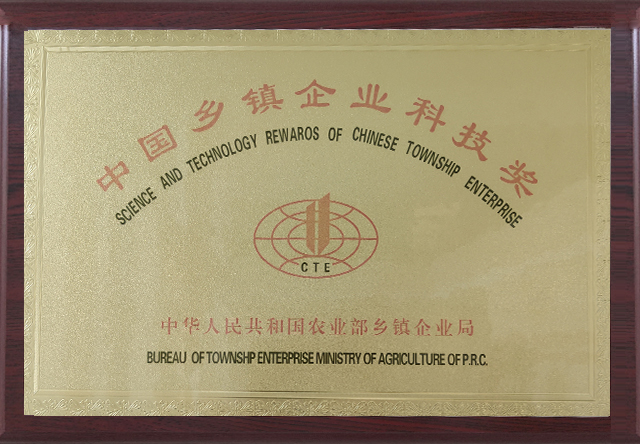 中国乡镇企业科技奖
SCIENCE AND TECHNOLOGY REWAROS OF CHINESE TOWNSHIP ENTERPRISE
CTE
中华人民共和国农业部乡镇企业局
BUREAU OF TOWNSHP ENTERPRISE MINISTRY OF AGRICULTURE OF P.R.C.